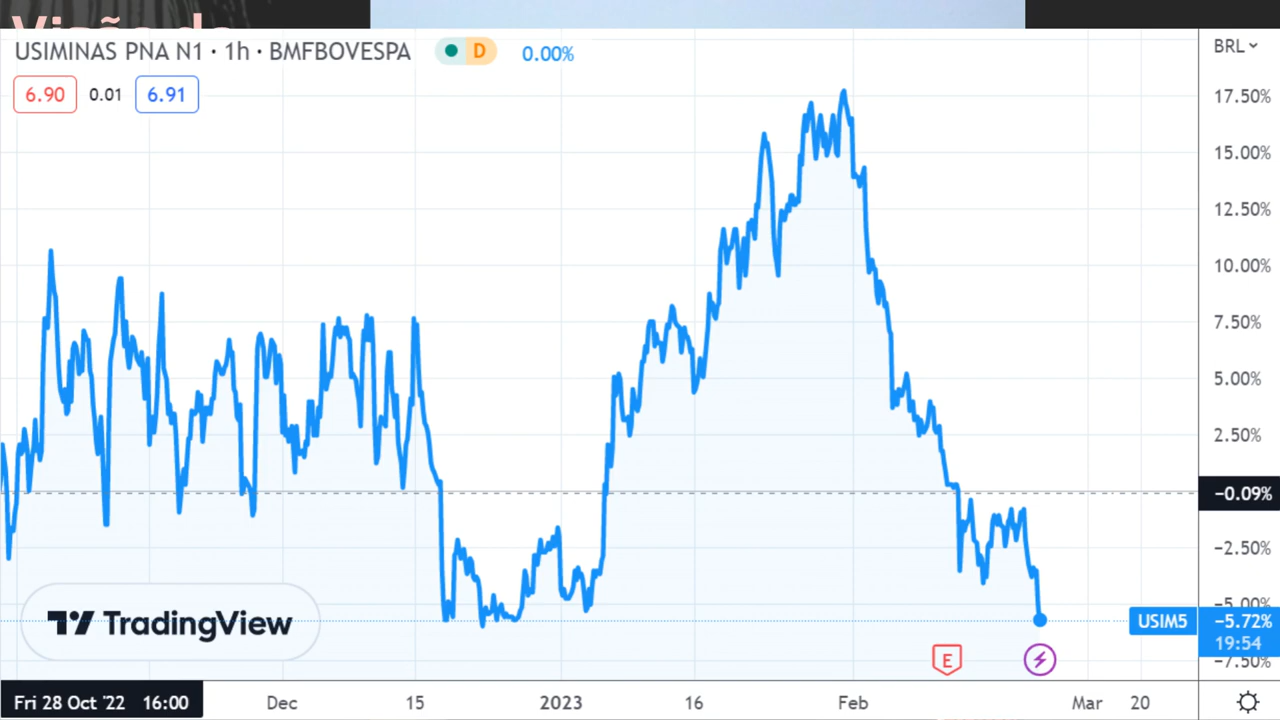 Visão da
USIMINAS PNA N1 · 1h · BMFBOVESPA D 0.00%
BRL
6.90 0.01 6.91
17.50%
15.00%
12.50%
10.00%
7.50%
5.00%
2.50%
−0.09%
−2.50%
−5.00%
USIM5 −5.72%
19:54
−7.50%
TradingView
E
Fri 28 Oct '22 16:00 Dec 15 2023 16 Feb Mar 20